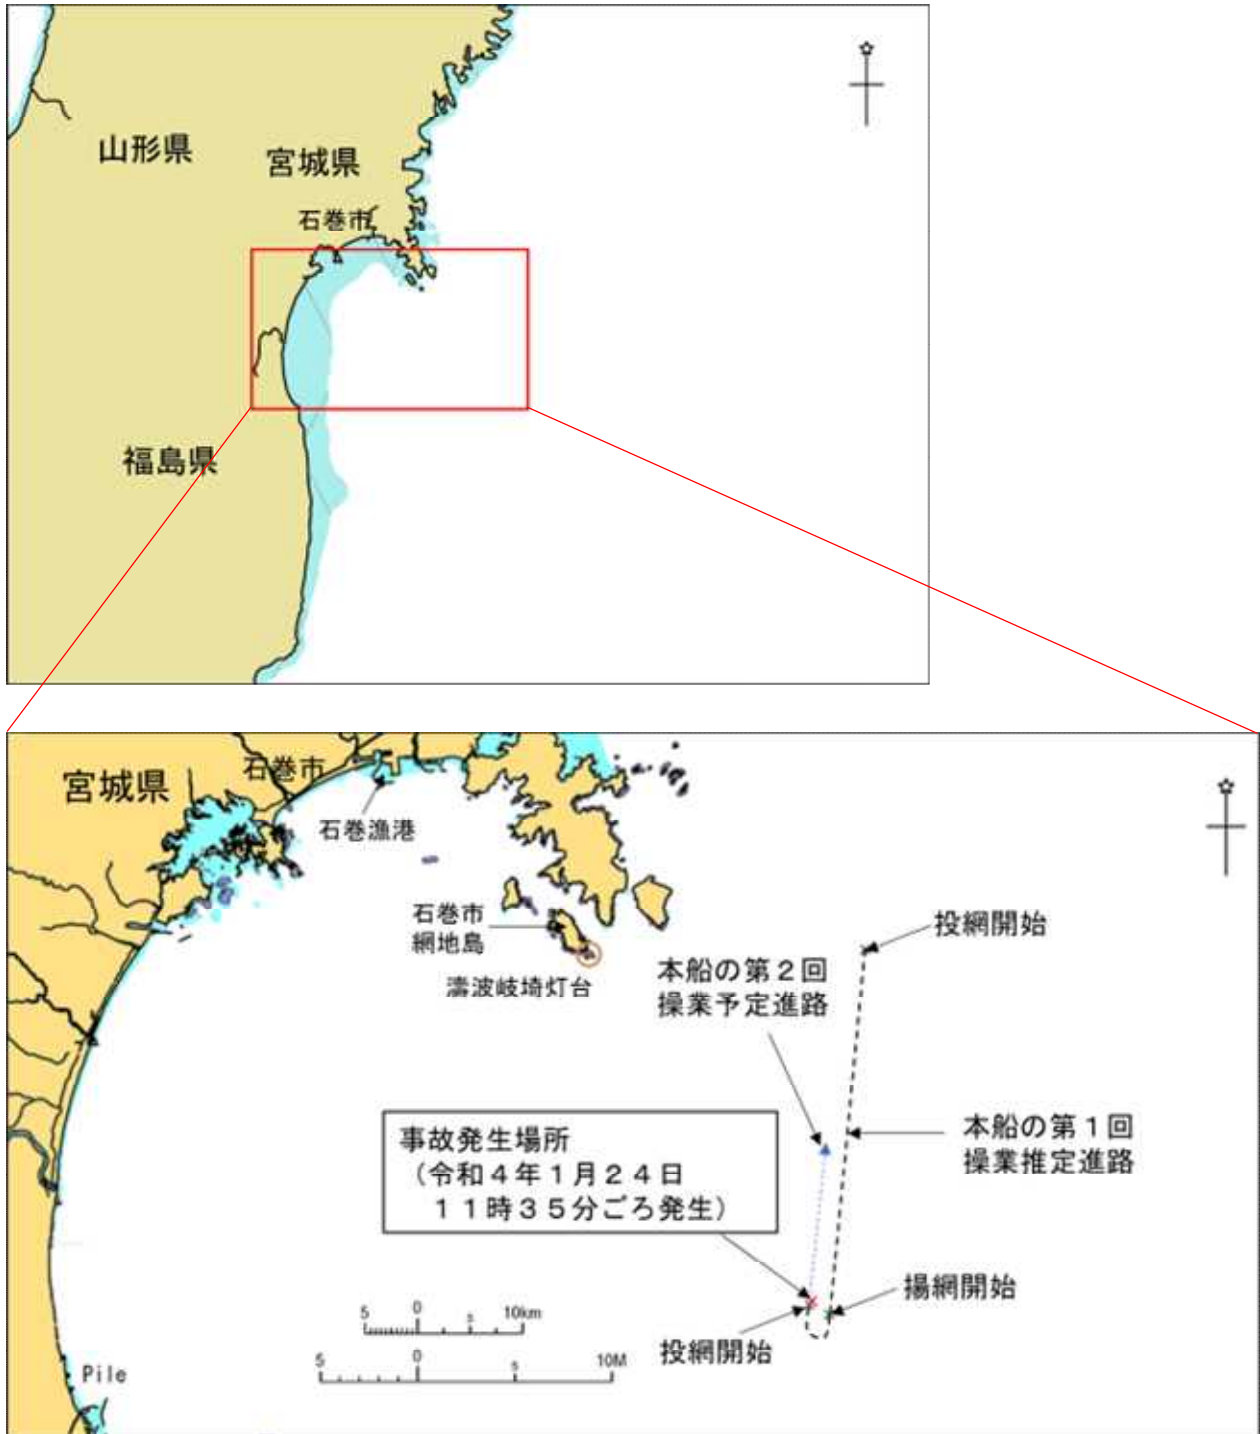 山形県
宮城県
石巻市
福島県
宮城県
石巻市
石巻漁港
石巻市
網地島
濤波岐埼灯台
投網開始
本船の第２回
操業予定進路
本船の第１回
操業推定進路
事故発生場所
（令和４年１月２４日
１１時３５分ごろ発生）
揚網開始
投網開始
5 0 5 10km
5 0 5 10M
Pile